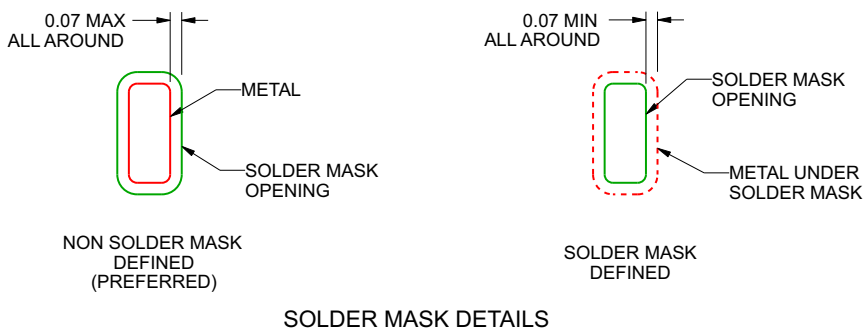 0.07 MAX
ALL AROUND
METAL
SOLDER MASK
OPENING
NON SOLDER MASK
DEFINED
(PREFERRED)
0.07 MIN
ALL AROUND
SOLDER MASK
OPENING
METAL UNDER
SOLDER MASK
SOLDER MASK
DEFINED
SOLDER MASK DETAILS